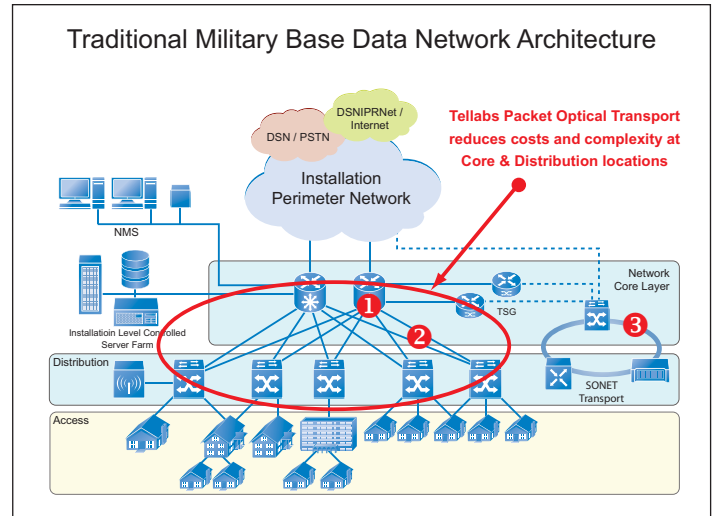 Traditional Military Base Data Network Architecture
DSNIPRNet /
Internet
DSN / PSTN
Tellabs Packet Optical Transport
reduces costs and complexity at
Core & Distribution locations
Installation
Perimeter Network
NMS
Network
Core Layer
1
TSG
3
2
Installatioin Level Controlled
Server Farm
Distribution
SONET
Transport
Access